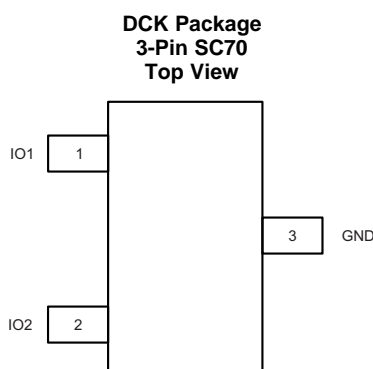 DCK Package
3-Pin SC70
Top View
IO1 1
3 GND
IO2 2